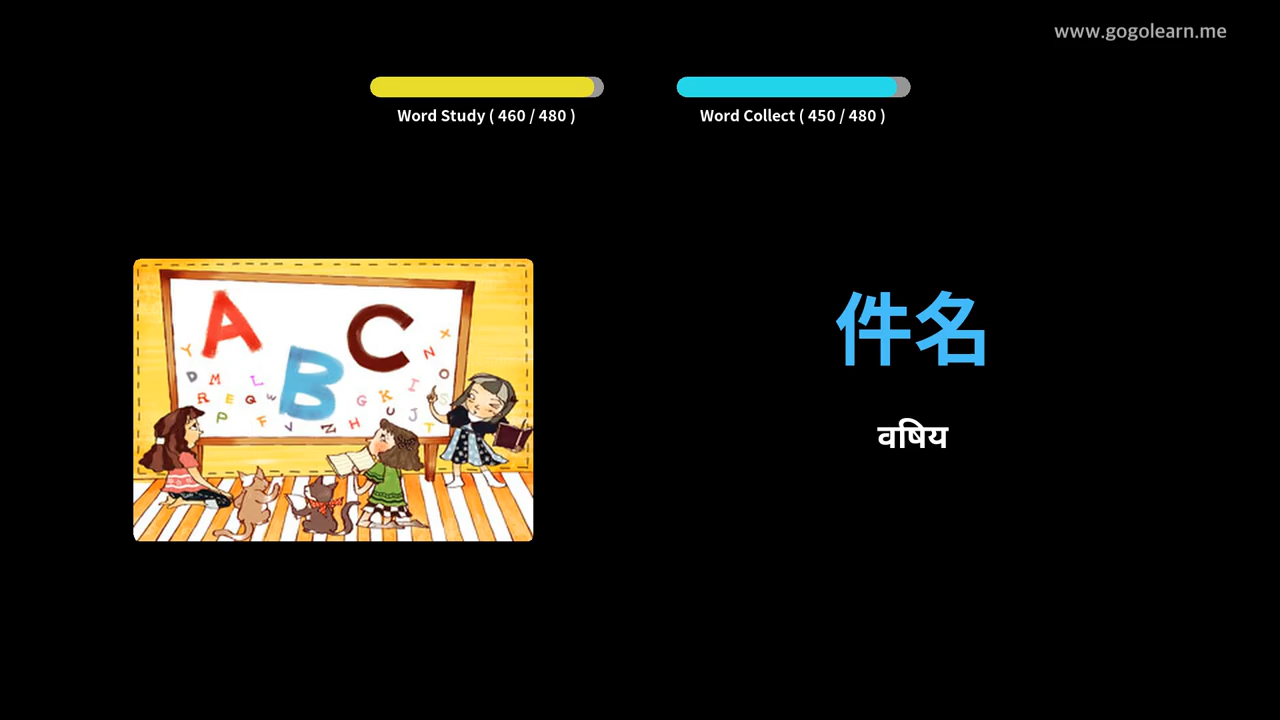 www.gogolearn.me
Word Study ( 460 / 480 )
Word Collect ( 450 / 480 )
A
B
C
Y
X
N
D
M
L
O
I
R
E
Q
W
G
K
S
P
F
V
Z
H
U
J
T
件名
वषिय